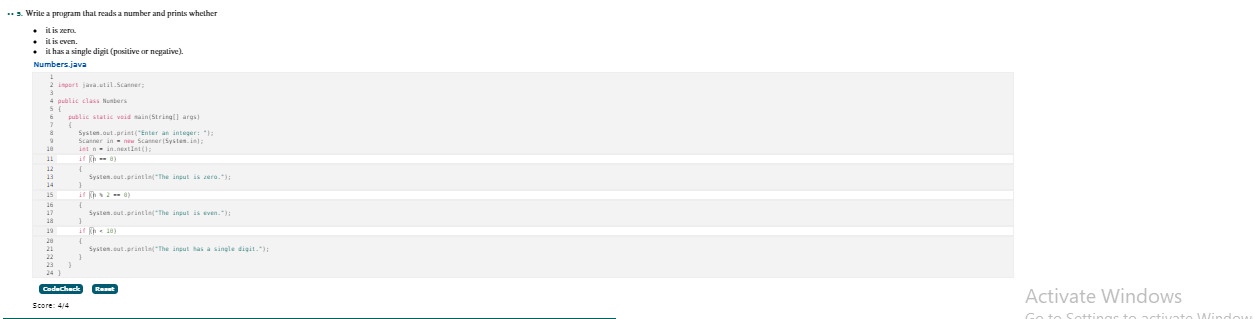 •• 3. Write a program that reads a number and prints whether
• it is zero.
• it is even.
• it has a single digit (positive or negative).
Numbers.java
1
2 import java.util.Scanner;
3
4 public class Numbers
5 {
6 public static void main(String[] args)
7 {
8 System.out.print("Enter an integer: ");
9 Scanner in = new Scanner(System.in);
10 int n = in.nextInt();
11 if (n == 0)
12 {
13 System.out.println("The input is zero.");
14 }
15 if (n % 2 == 0)
16 {
17 System.out.println("The input is even.");
18 }
19 if (n < 10)
20 {
21 System.out.println("The input has a single digit.");
22 }
23 }
24 }
CodeCheck Reset
Score: 4/4
Activate Windows
Go to Settings to activate Window